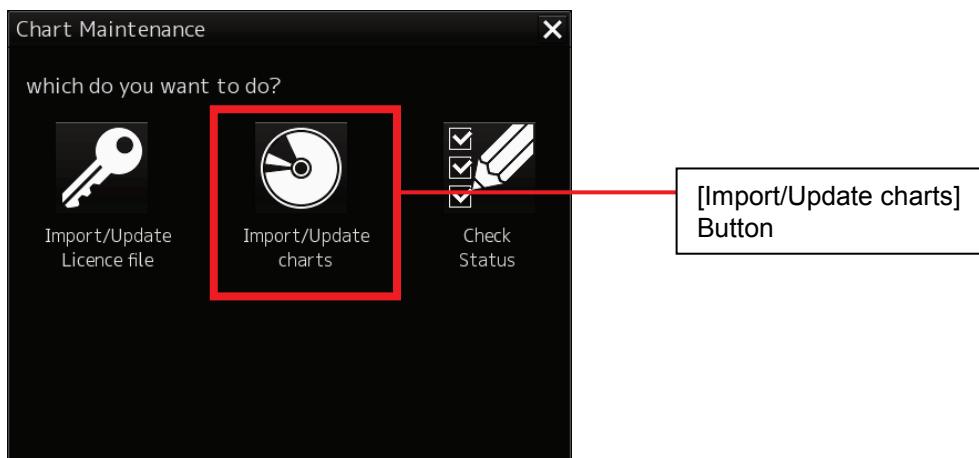 Chart Maintenance
which do you want to do?
Import/Update
Licence file
Import/Update
charts
Check
Status
[Import/Update charts]
Button